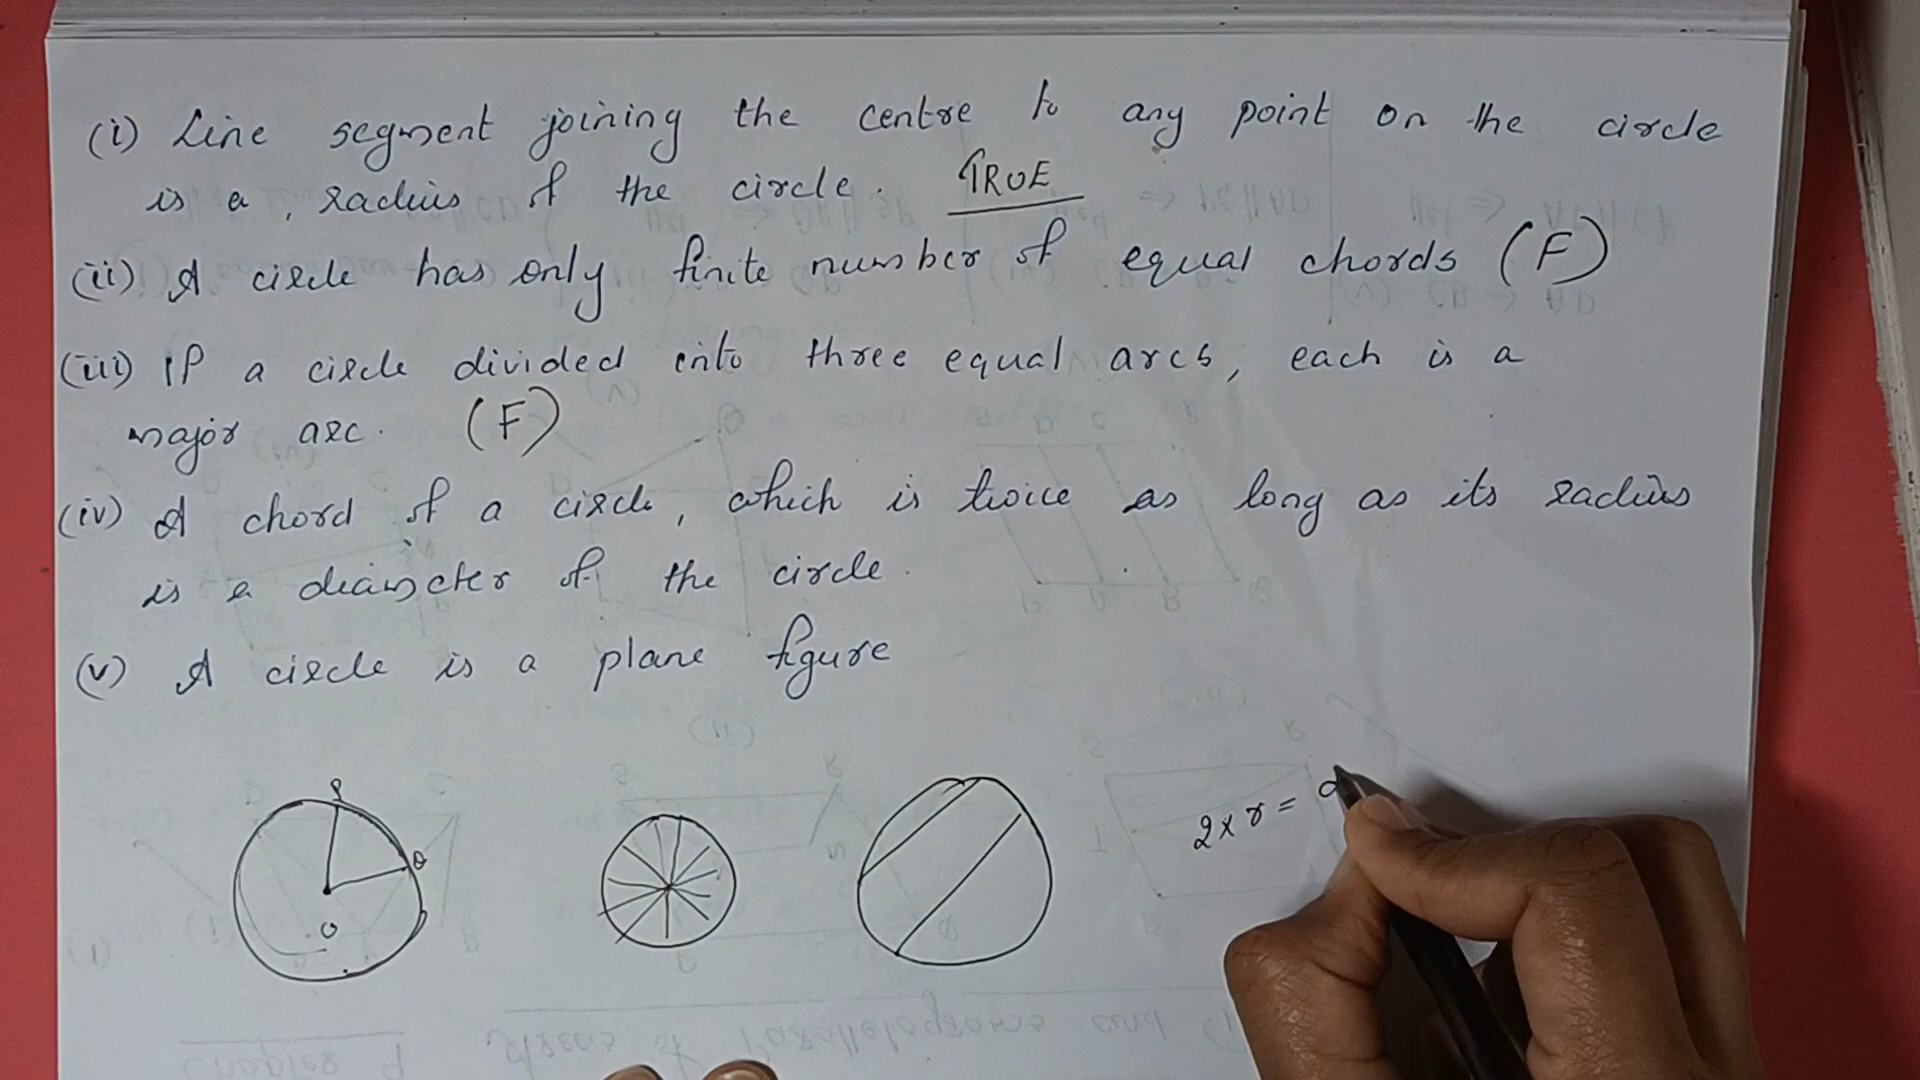 (i) Line segment joining the centre to any point on the circle
is a radius of the circle. TRUE
(ii) A circle has only finite number of equal chords (F)
(iii) If a circle divided into three equal arcs, each is a
major arc. (F)
(iv) A chord of a circle, which is twice as long as its radius
is a diameter of the circle.
(v) A circle is a plane figure
P
Q
O
2 x r =